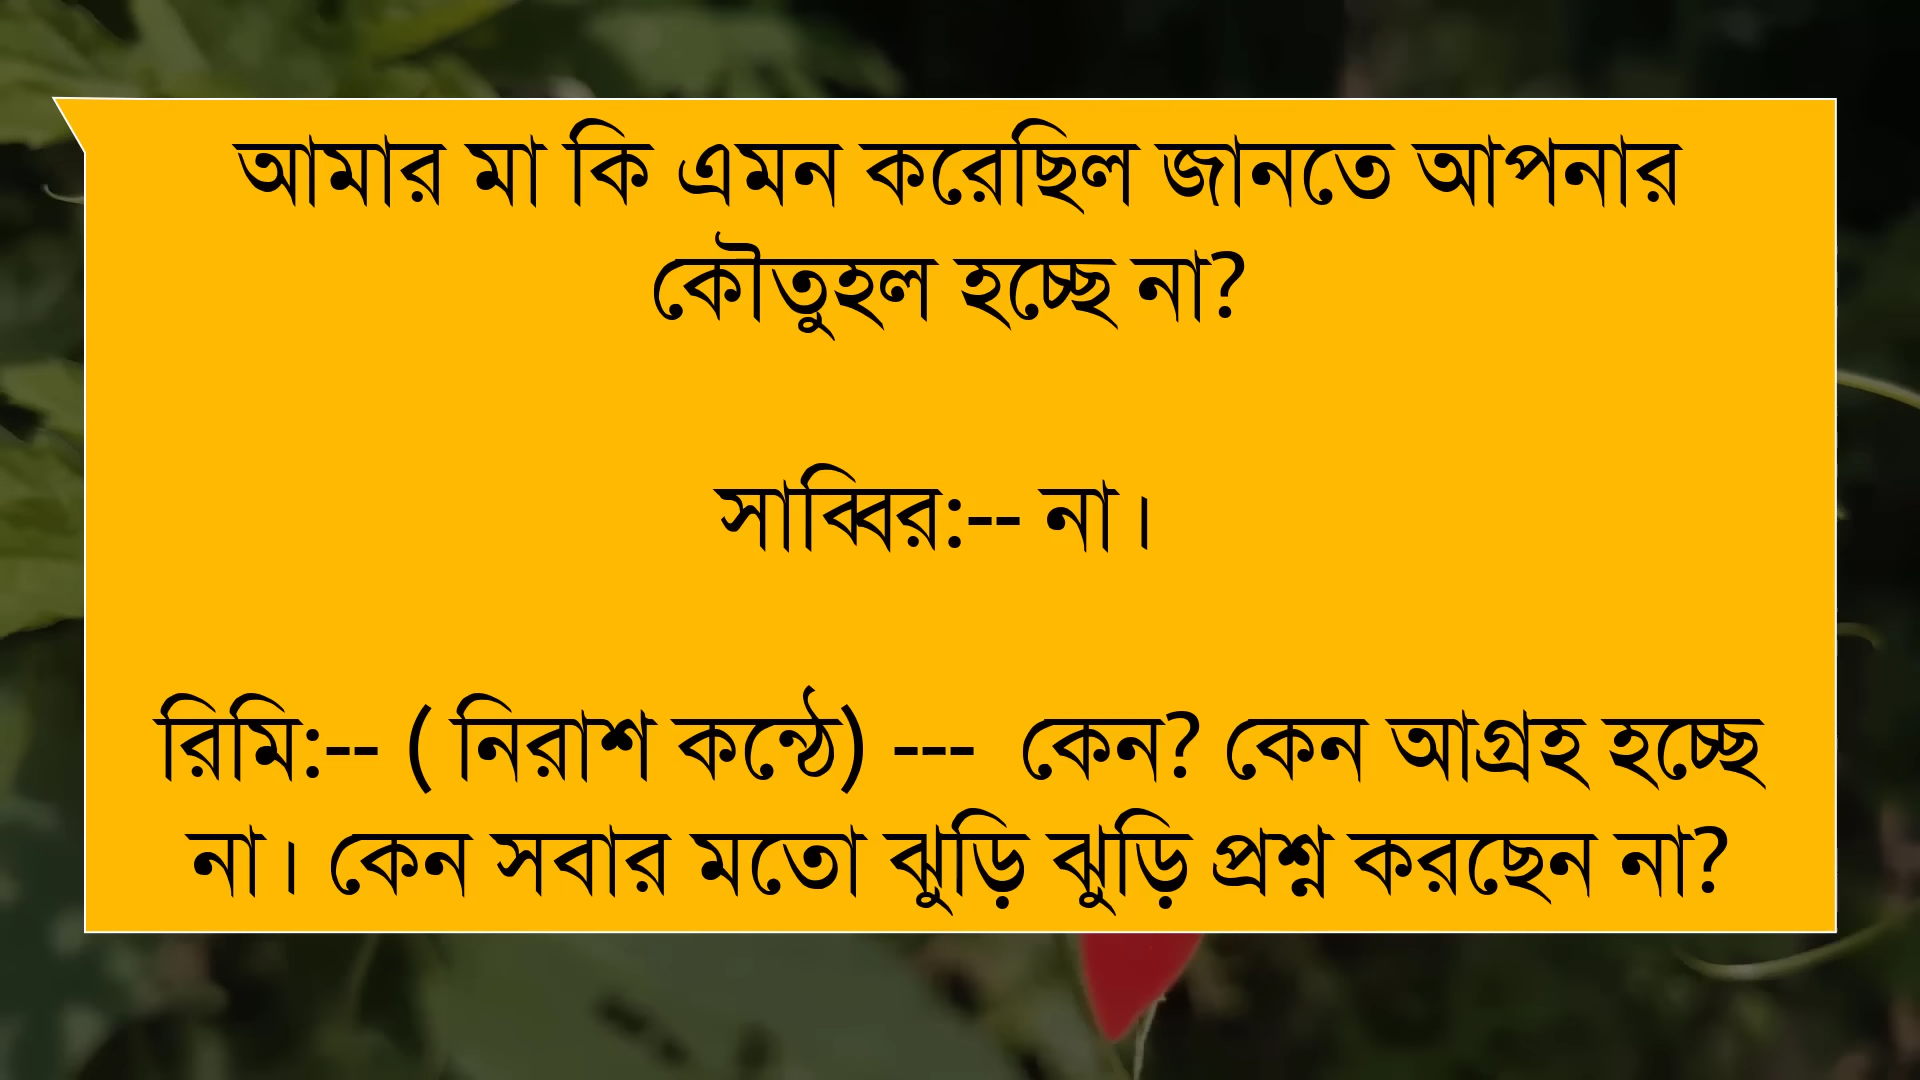 আমার মা কি এমন করেছিল জানতে আপনার
কৌতুহল হচ্ছে না?
সাব্বির:-- না।
রিমি:-- ( নিরাশ কন্ঠে) ---  কেন? কেন আগ্রহ হচ্ছে
না। কেন সবার মতো ঝুড়ি ঝুড়ি প্রশ্ন করছেন না?